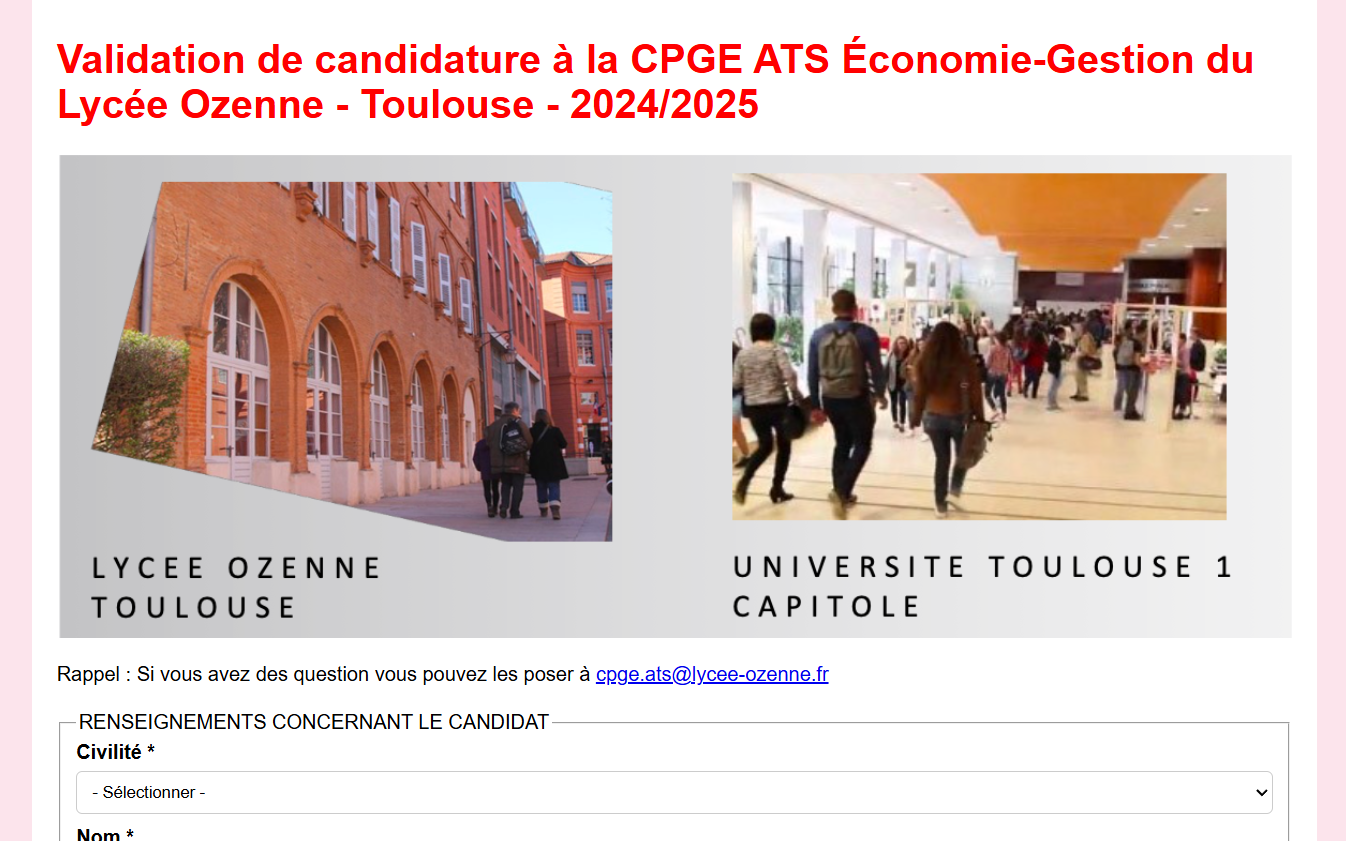 Validation de candidature à la CPGE ATS Économie-Gestion du
Lycée Ozenne - Toulouse - 2024/2025
LYCEE OZENNE
TOULOUSE
UNIVERSITE TOULOUSE 1
CAPITOLE
Rappel : Si vous avez des question vous pouvez les poser à cpge.ats@lycee-ozenne.fr
RENSEIGNEMENTS CONCERNANT LE CANDIDAT
Civilité *
- Sélectionner -
Nom *